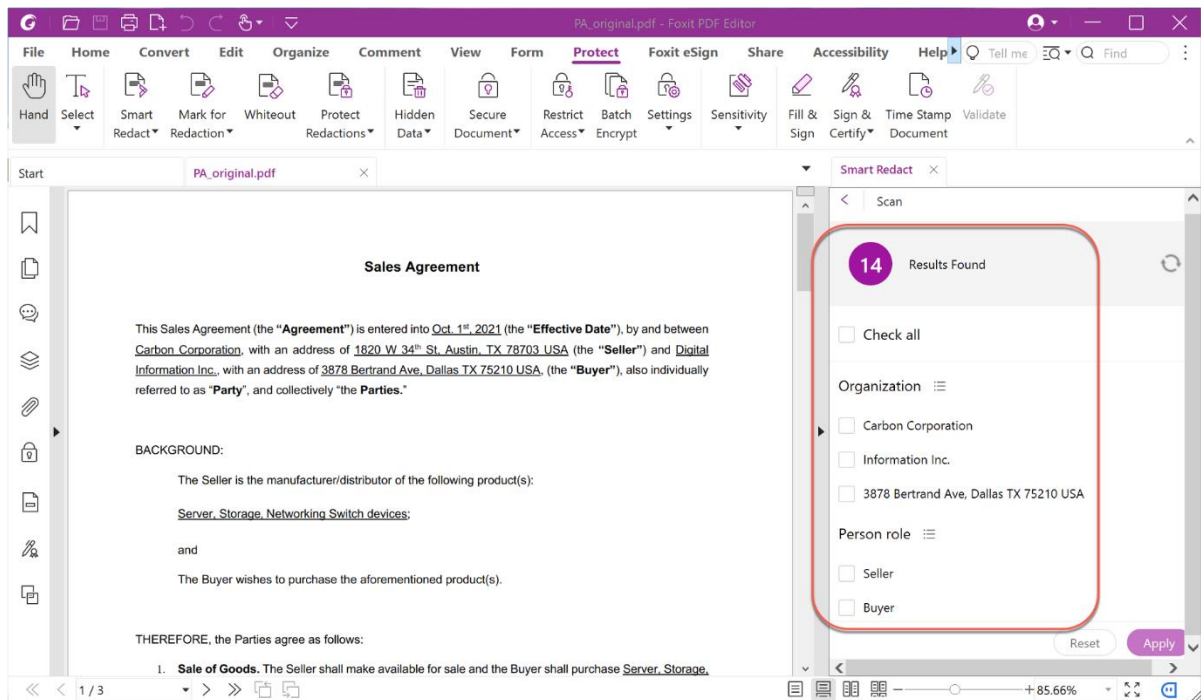 PA_original.pdf - Foxit PDF Editor
File Home Convert Edit Organize Comment View Form Protect Foxit eSign Share Accessibility Help Tell me Find
Hand Select Smart Redact Mark for Redaction Whiteout Protect Redactions Hidden Data Secure Document Restrict Access Batch Encrypt Settings Sensitivity Fill & Sign Sign & Certify Time Stamp Document Validate
Start PA_original.pdf Smart Redact
Sales Agreement
This Sales Agreement (the “Agreement”) is entered into Oct. 1st, 2021 (the “Effective Date”), by and between
Carbon Corporation, with an address of 1820 W 34th St, Austin, TX 78703 USA (the “Seller”) and Digital
Information Inc., with an address of 3878 Bertrand Ave, Dallas TX 75210 USA, (the “Buyer”), also individually
referred to as “Party”, and collectively “the Parties.”
BACKGROUND:
The Seller is the manufacturer/distributor of the following product(s):
Server, Storage, Networking Switch devices;
and
The Buyer wishes to purchase the aforementioned product(s).
THEREFORE, the Parties agree as follows:
1. Sale of Goods. The Seller shall make available for sale and the Buyer shall purchase Server, Storage,
Scan
14 Results Found
Check all
Organization
Carbon Corporation
Information Inc.
3878 Bertrand Ave, Dallas TX 75210 USA
Person role
Seller
Buyer
Reset Apply
1 / 3 +85.66%